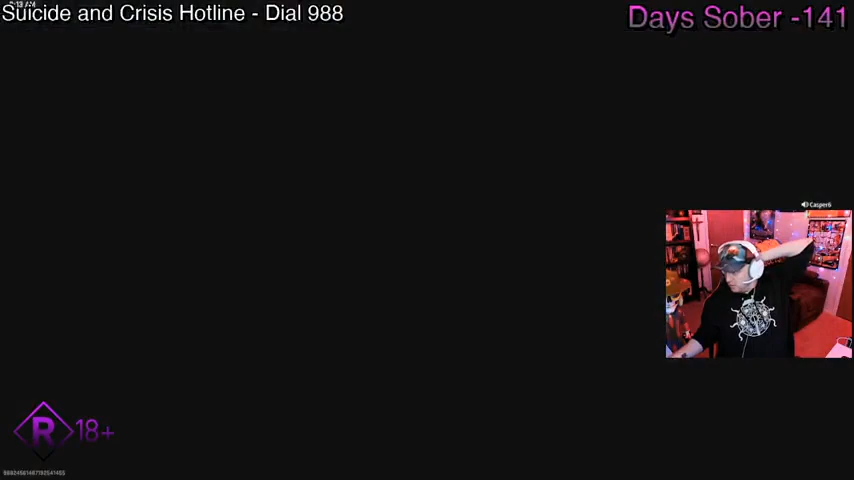 Suicide and Crisis Hotline - Dial 988
Days Sober -141
Casper6
R 18+